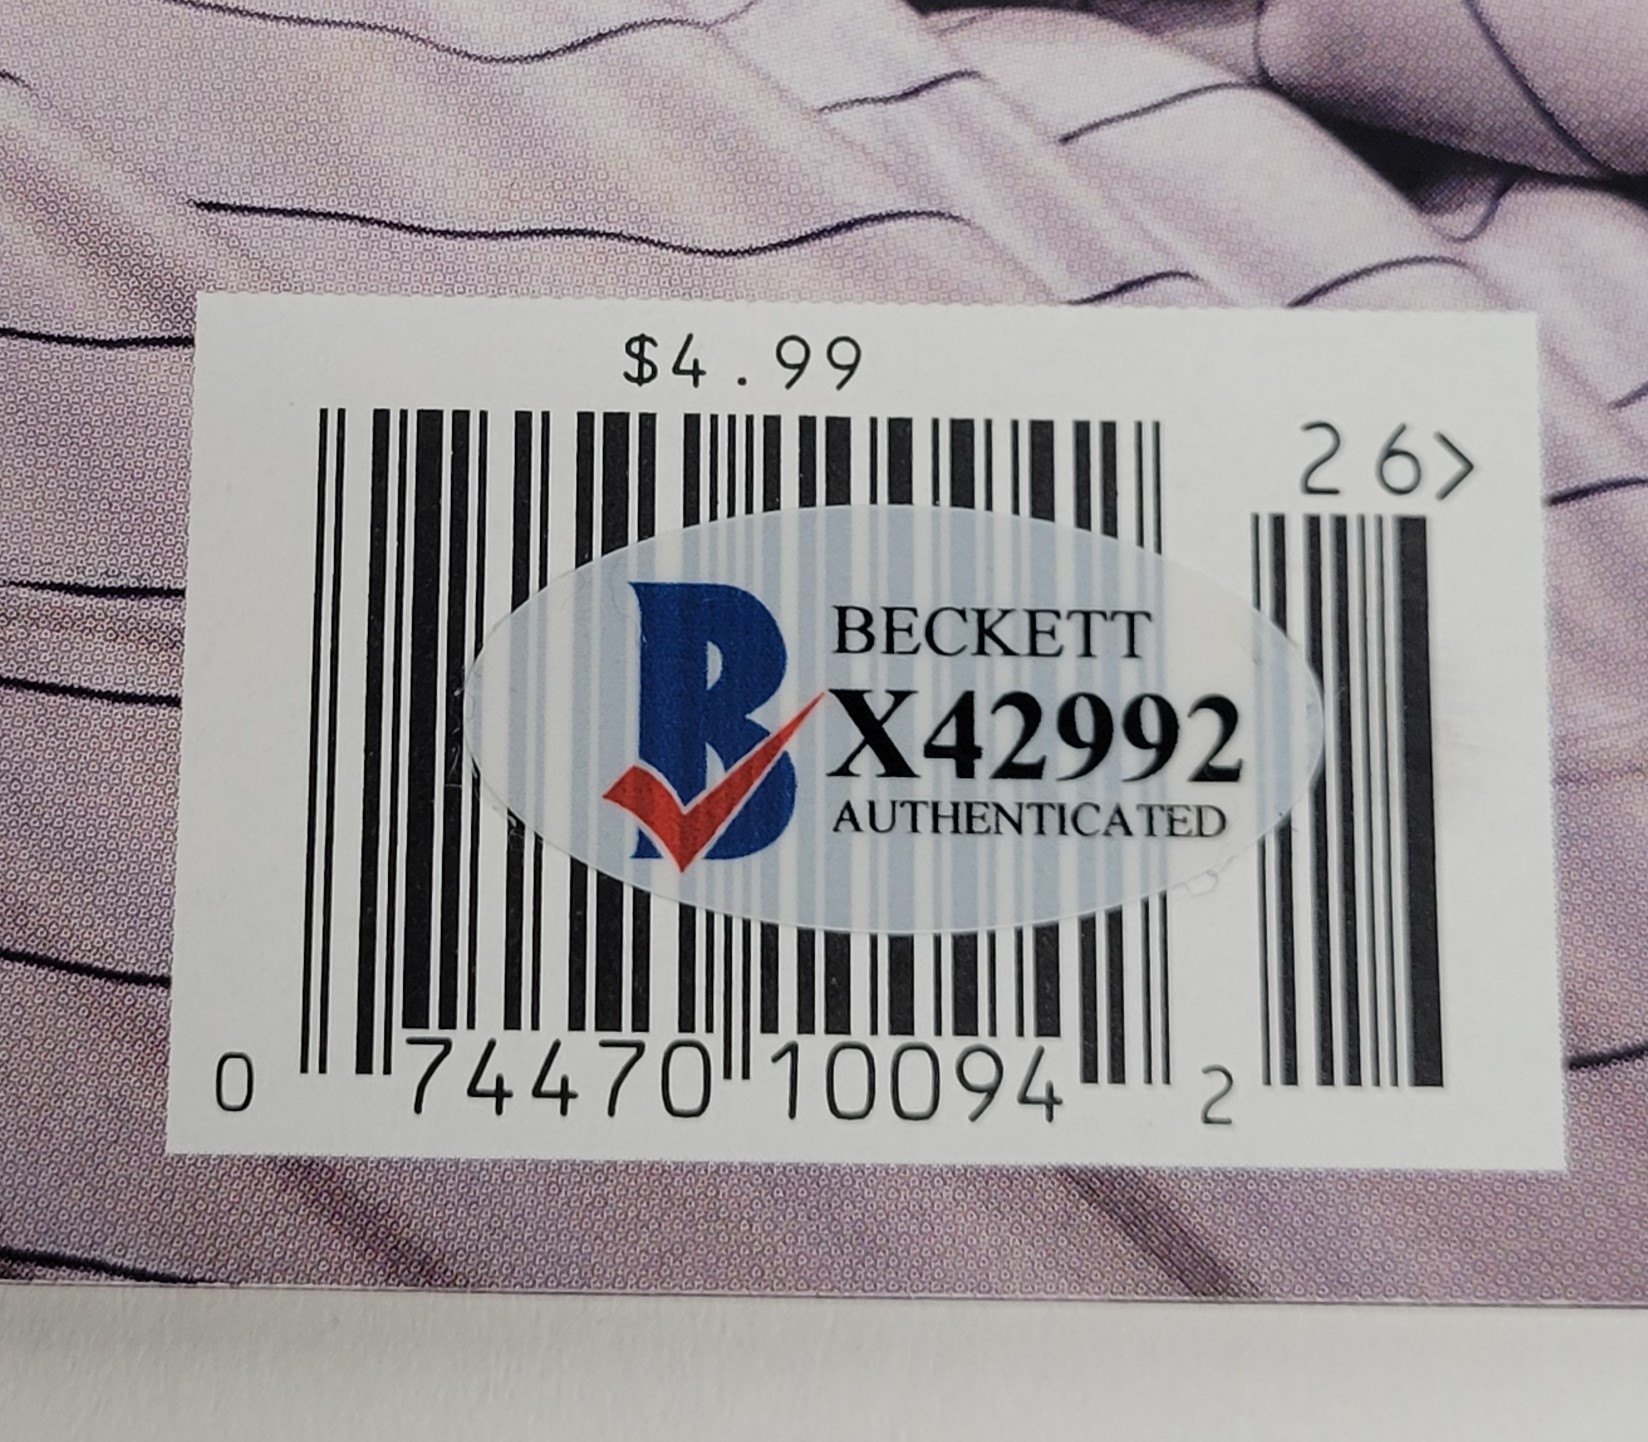 $4.99
26>
BECKETT
X42992
AUTHENTICATED
0 74470 10094 2